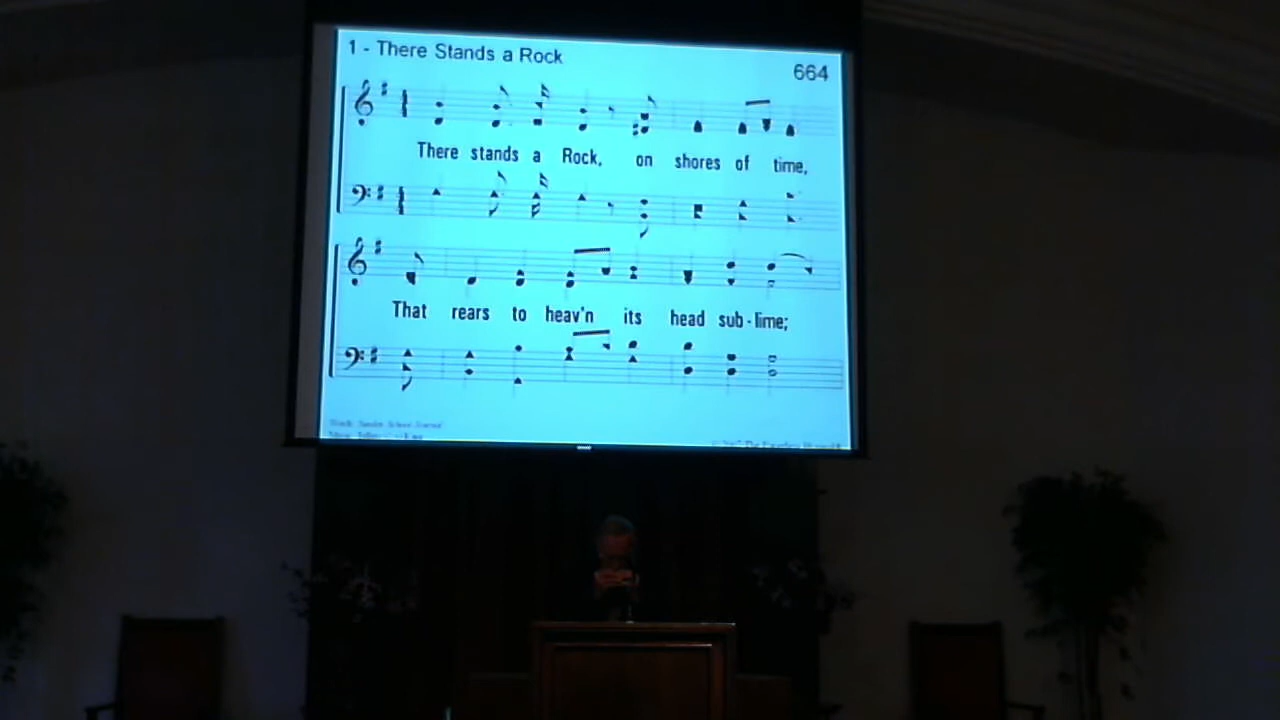 1 - There Stands a Rock
664
There stands a Rock, on shores of time,
That rears to heav'n its head sub - lime;